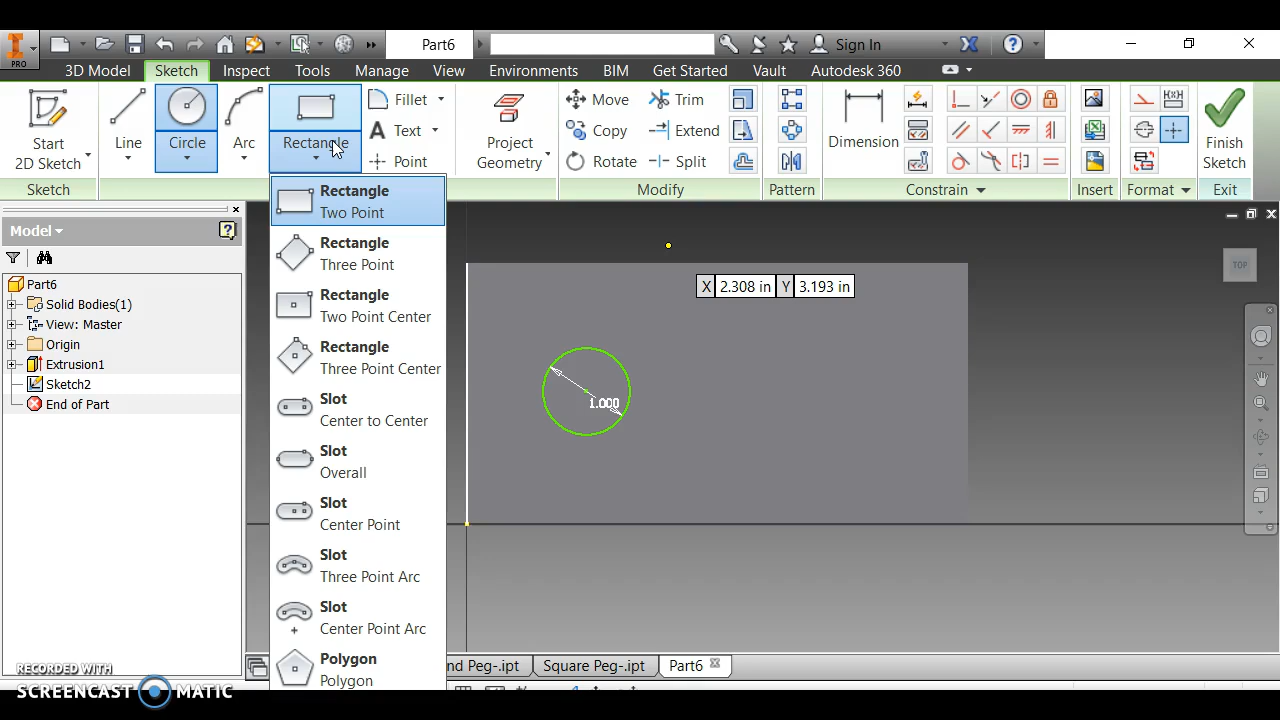 PRO
Part6
Sign In
3D Model
Sketch
Inspect
Tools
Manage
View
Environments
BIM
Get Started
Vault
Autodesk 360
Start
2D Sketch
Line
Circle
Arc
Rectangle
Fillet
Text
Point
Project
Geometry
Move
Copy
Rotate
Trim
Extend
Split
Dimension
Finish
Sketch
Sketch
Modify
Pattern
Constrain
Insert
Format
Exit
Model
Part6
Solid Bodies(1)
View: Master
Origin
Extrusion1
Sketch2
End of Part
Rectangle
Two Point
Rectangle
Three Point
Rectangle
Two Point Center
Rectangle
Three Point Center
Slot
Center to Center
Slot
Overall
Slot
Center Point
Slot
Three Point Arc
Slot
Center Point Arc
Polygon
Polygon
X 2.308 in Y 3.193 in
1.000
TOP
nd Peg-.ipt
Square Peg-.ipt
Part6
RECORDED WITH
SCREENCAST MATIC